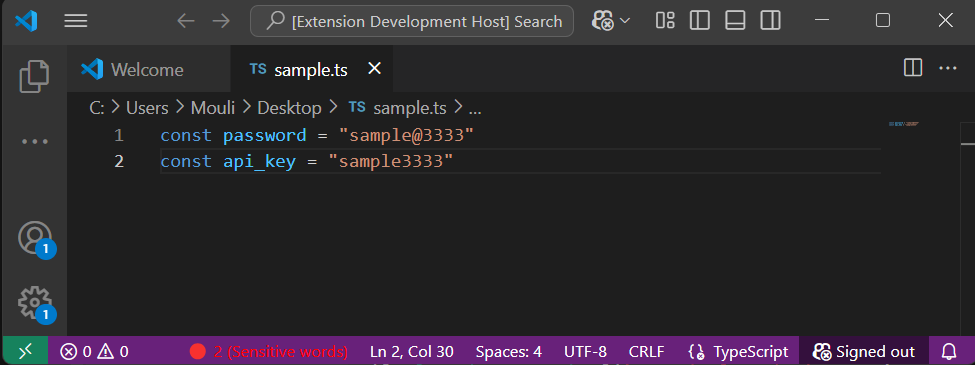 [Extension Development Host] Search
Welcome
TS sample.ts
C: > Users > Mouli > Desktop > TS sample.ts > ...
1 const password = "sample@3333"
2 const api_key = "sample3333"
1
1
0 0 2 (Sensitive words) Ln 2, Col 30 Spaces: 4 UTF-8 CRLF TypeScript Signed out